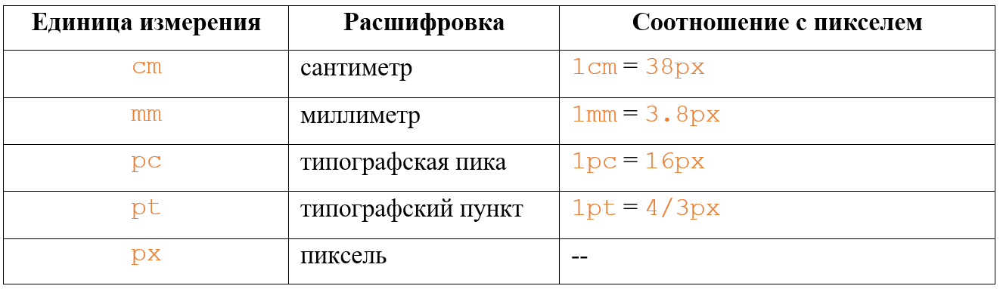 Единица измерения Расшифровка Соотношение с пикселем
cm сантиметр 1cm = 38px
mm миллиметр 1mm = 3.8px
pc типографская пика 1pc = 16px
pt типографский пункт 1pt = 4/3px
px пиксель --